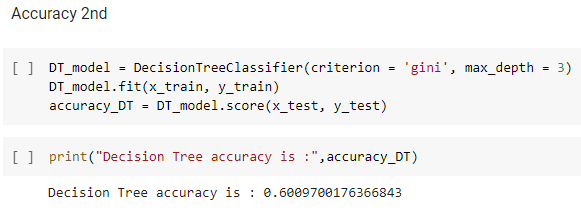 Accuracy 2nd
[ ] DT_model = DecisionTreeClassifier(criterion = 'gini', max_depth = 3)
DT_model.fit(x_train, y_train)
accuracy_DT = DT_model.score(x_test, y_test)
[ ] print("Decision Tree accuracy is :",accuracy_DT)
Decision Tree accuracy is : 0.6009700176366843